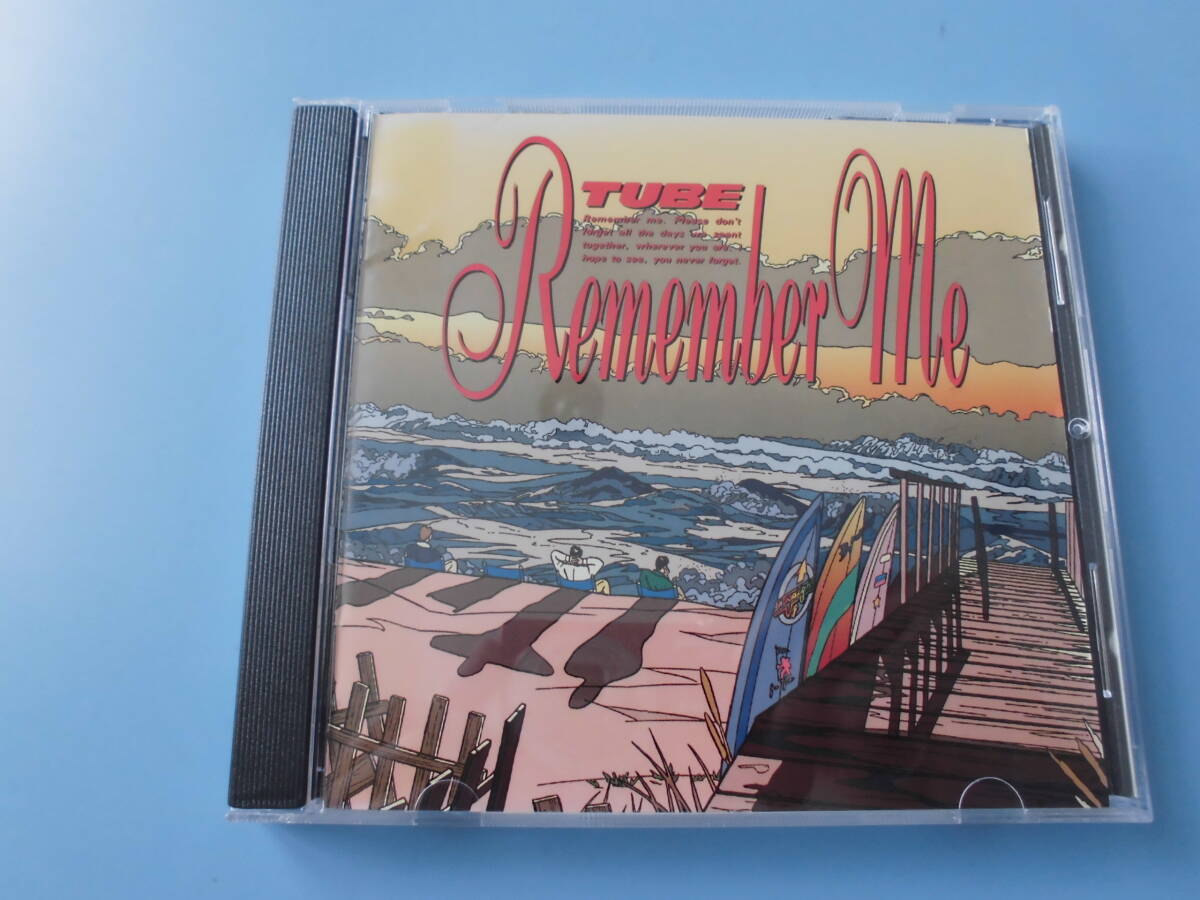 TUBE
Remember me. Please don't
forget all the days we spent
together, wherever you are.
hope to see, you never forget.
Remember Me